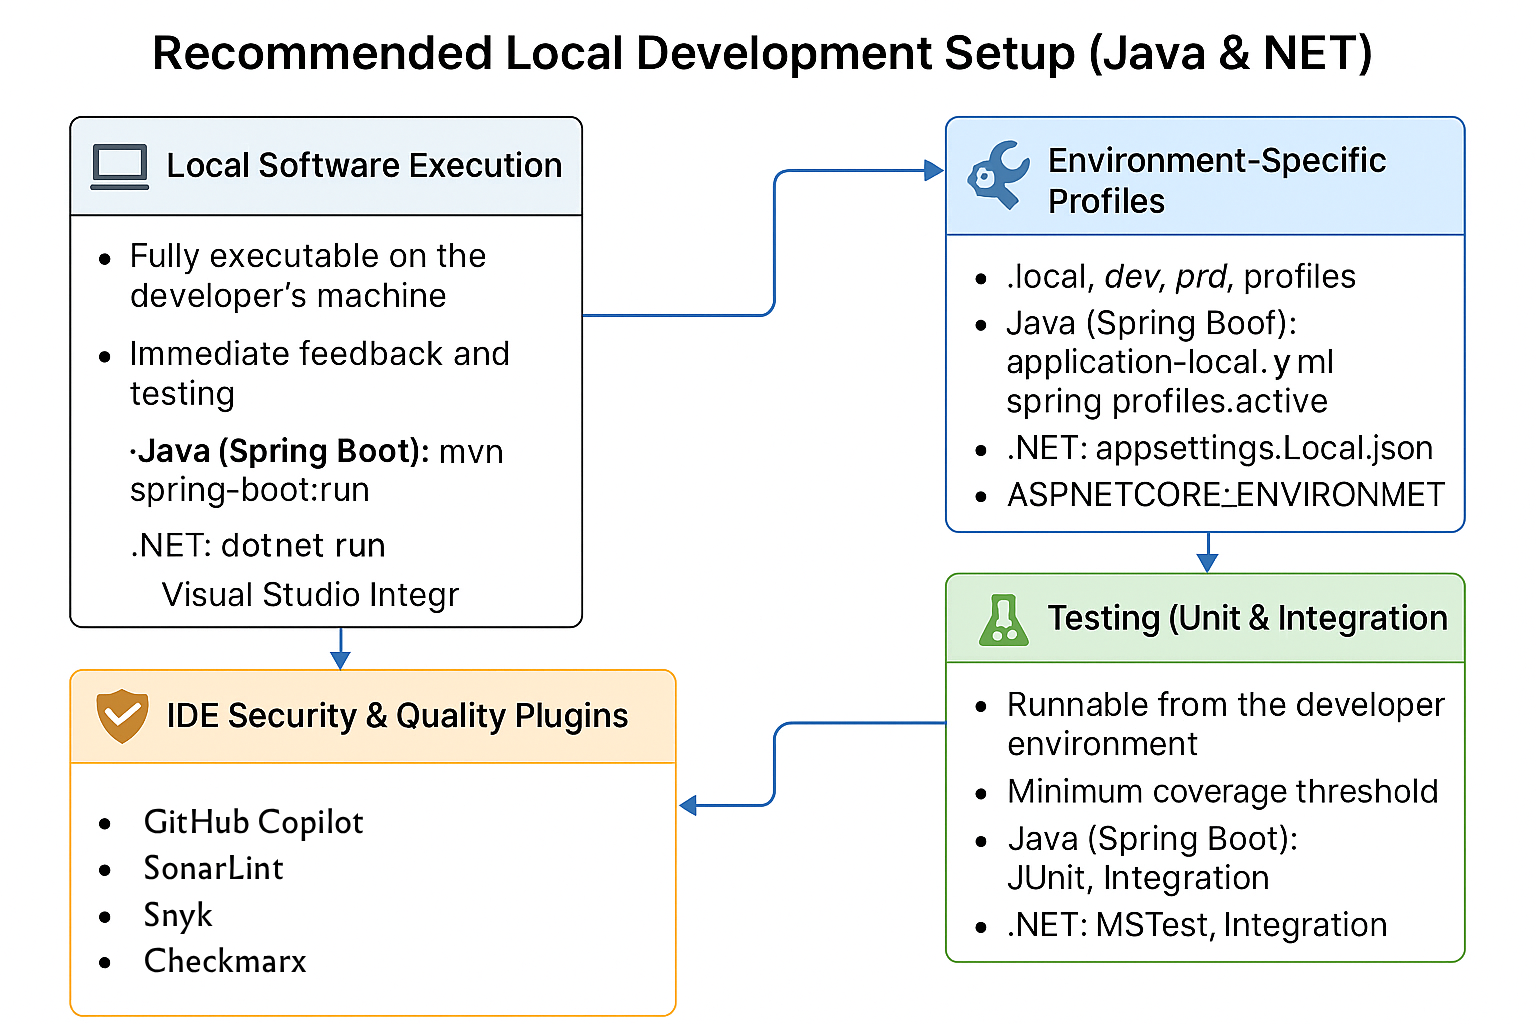 Recommended Local Development Setup (Java & NET)
Local Software Execution
• Fully executable on the
developer's machine
• Immediate feedback and
testing
·Java (Spring Boot): mvn
spring-boot:run
.NET: dotnet run
Visual Studio Integr
Environment-Specific
Profiles
• .local, dev, prd, profiles
• Java (Spring Boof):
application-local.yml
spring profiles.active
• .NET: appsettings.Local.json
• ASPNETCORE:_ENVIRONMET
Testing (Unit & Integration
• Runnable from the developer
environment
• Minimum coverage threshold
• Java (Spring Boot):
JUnit, Integration
• .NET: MSTest, Integration
IDE Security & Quality Plugins
• GitHub Copilot
• SonarLint
• Snyk
• Checkmarx